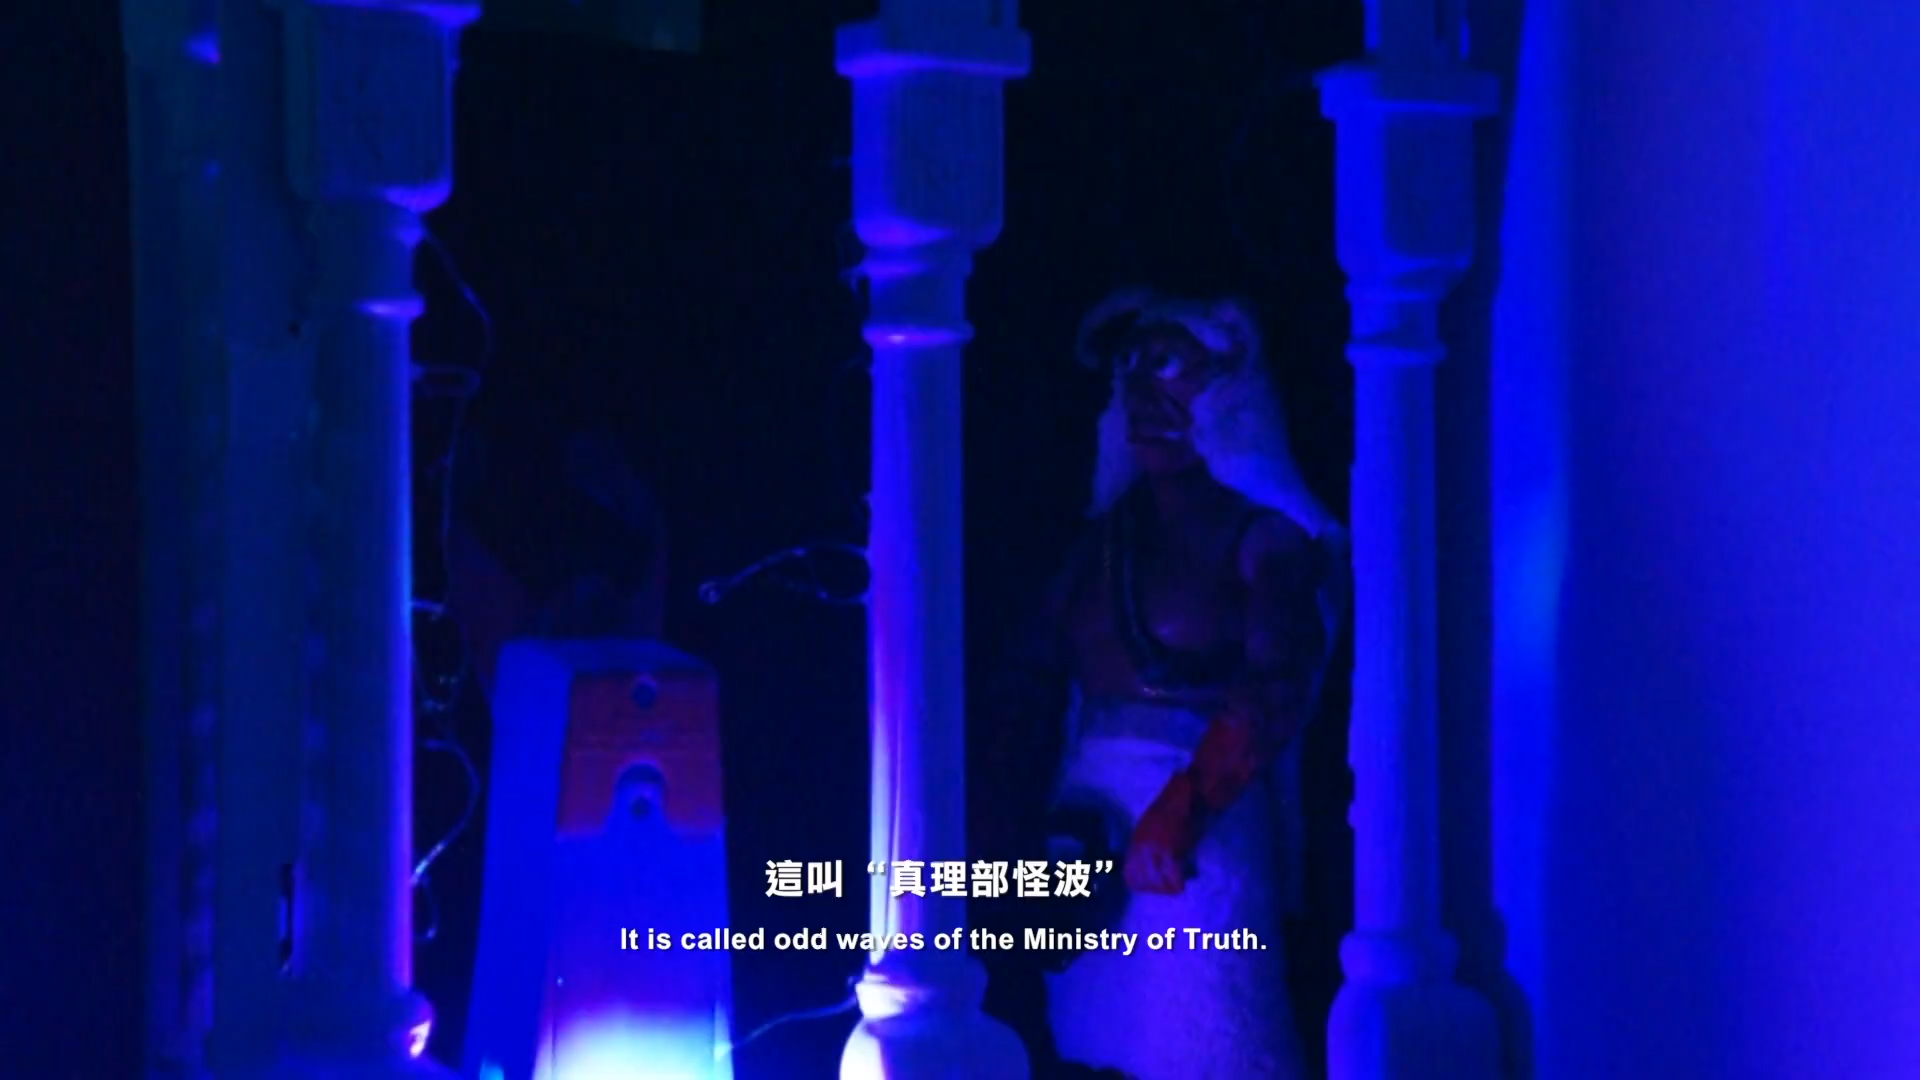 這叫“真理部怪波”
It is called odd waves of the Ministry of Truth.